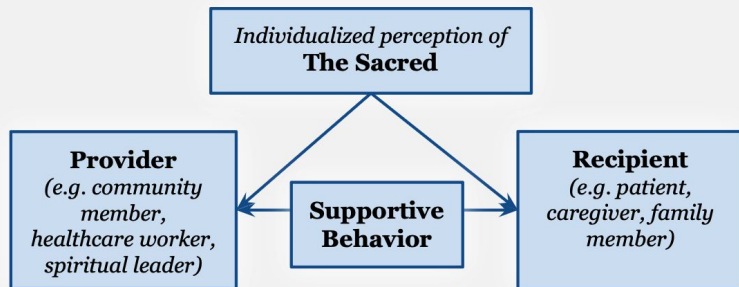 Individualized perception of
The Sacred
Provider
(e.g. community
member,
healthcare worker,
spiritual leader)
Supportive
Behavior
Recipient
(e.g. patient,
caregiver, family
member)